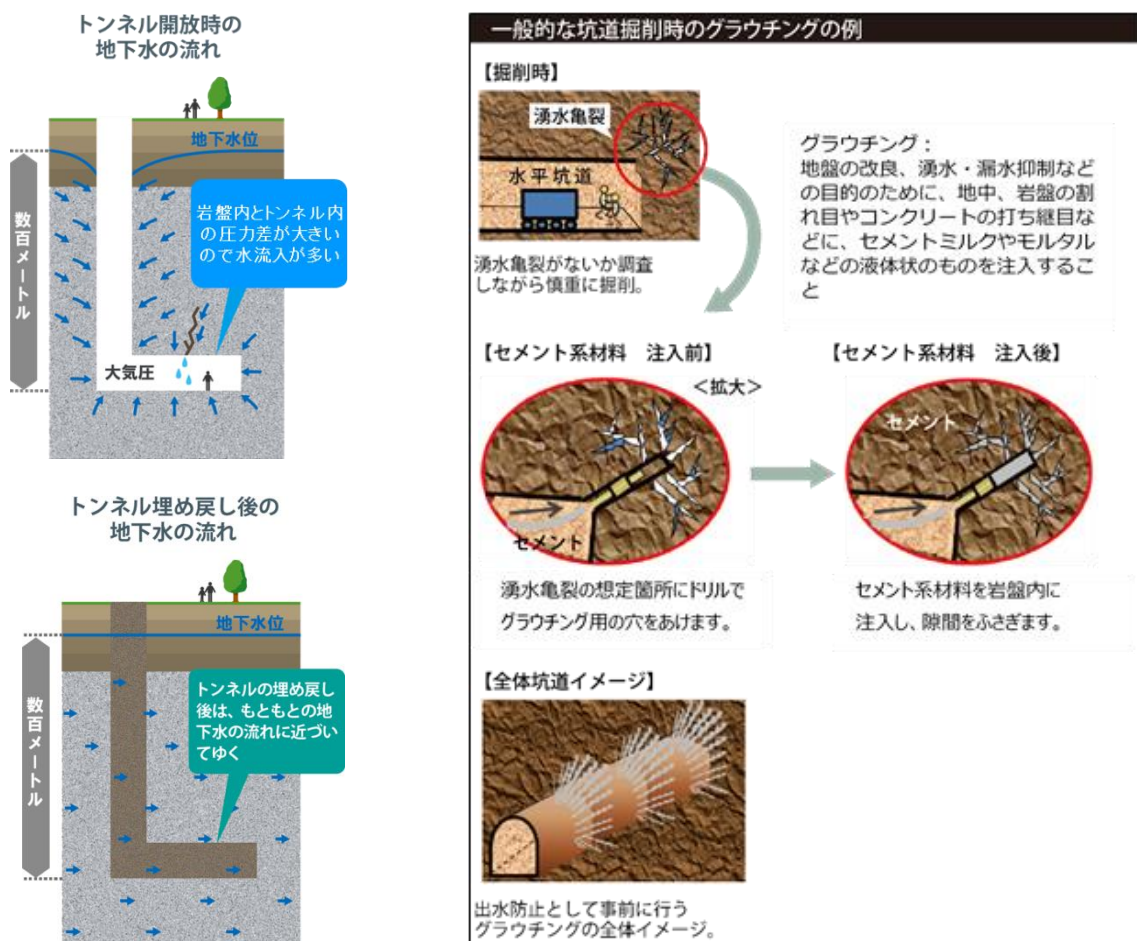 トンネル開放時の
地下水の流れ
地下水位
数百メートル
岩盤内とトンネル内
の圧力差が大きい
ので水流入が多い
大気圧
トンネル埋め戻し後の
地下水の流れ
地下水位
数百メートル
トンネルの埋め戻し
後は、もともとの地
下水の流れに近づい
てゆく
一般的な坑道掘削時のグラウチングの例
【掘削時】
湧水亀裂
水平坑道
湧水亀裂がないか調査
しながら慎重に掘削。
グラウチング：
地盤の改良、湧水・漏水抑制など
の目的のために、地中、岩盤の割
れ目やコンクリートの打ち継目な
どに、セメントミルクやモルタル
などの液体状のものを注入するこ
と
【セメント系材料　注入前】
＜拡大＞
セメント
湧水亀裂の想定箇所にドリルで
グラウチング用の穴をあけます。
【セメント系材料　注入後】
セメント
セメント系材料を岩盤内に
注入し、隙間をふさぎます。
【全体坑道イメージ】
出水防止として事前に行う
グラウチングの全体イメージ。